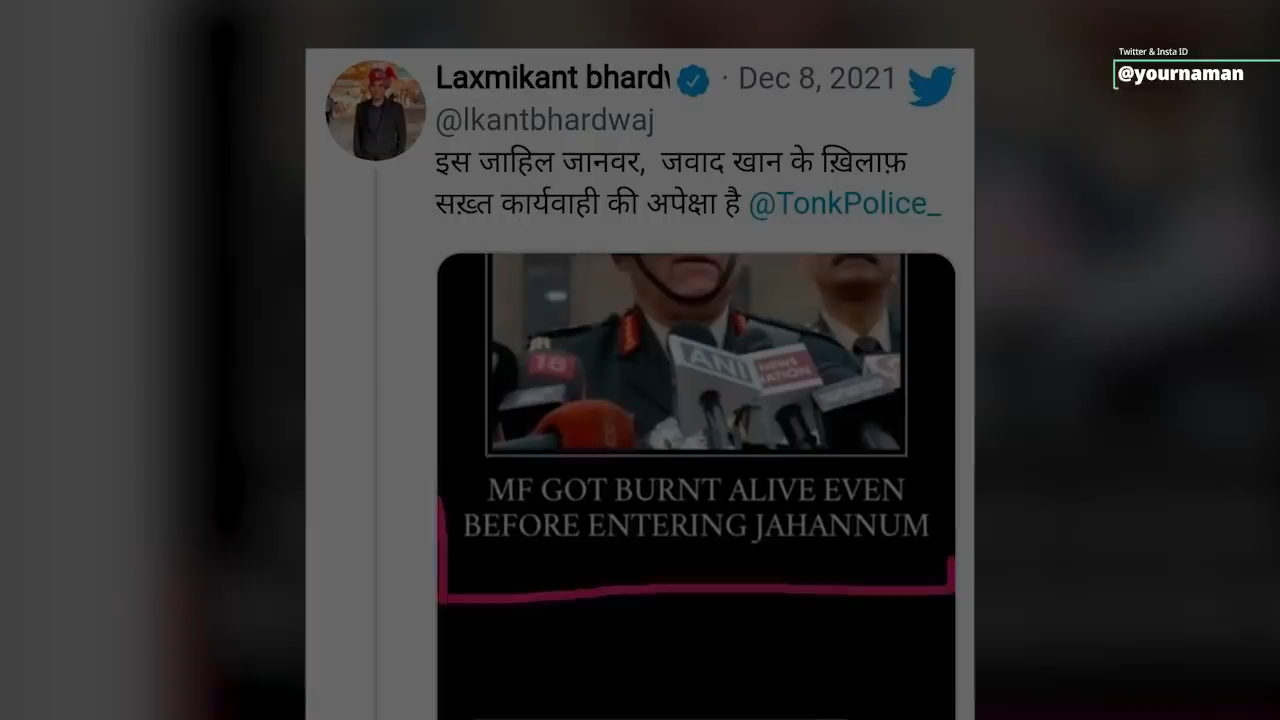 Twitter & Insta ID
@yournaman
Laxmikant bhard
· Dec 8, 2021
@lkantbhardwaj
इस जाहिल जानवर, जवाद खान के ख़िलाफ़
सख़्त कार्यवाही की अपेक्षा है @TonkPolice_
18
ANI
NEWS
NATION
MF GOT BURNT ALIVE EVEN
BEFORE ENTERING JAHANNUM